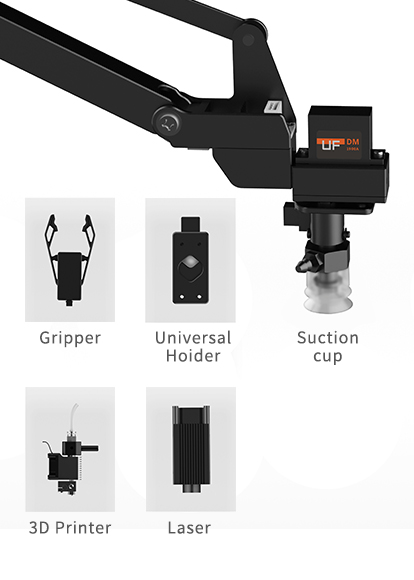 UF DM
Gripper
Universal
Hoider
Suction
cup
3D Printer
Laser